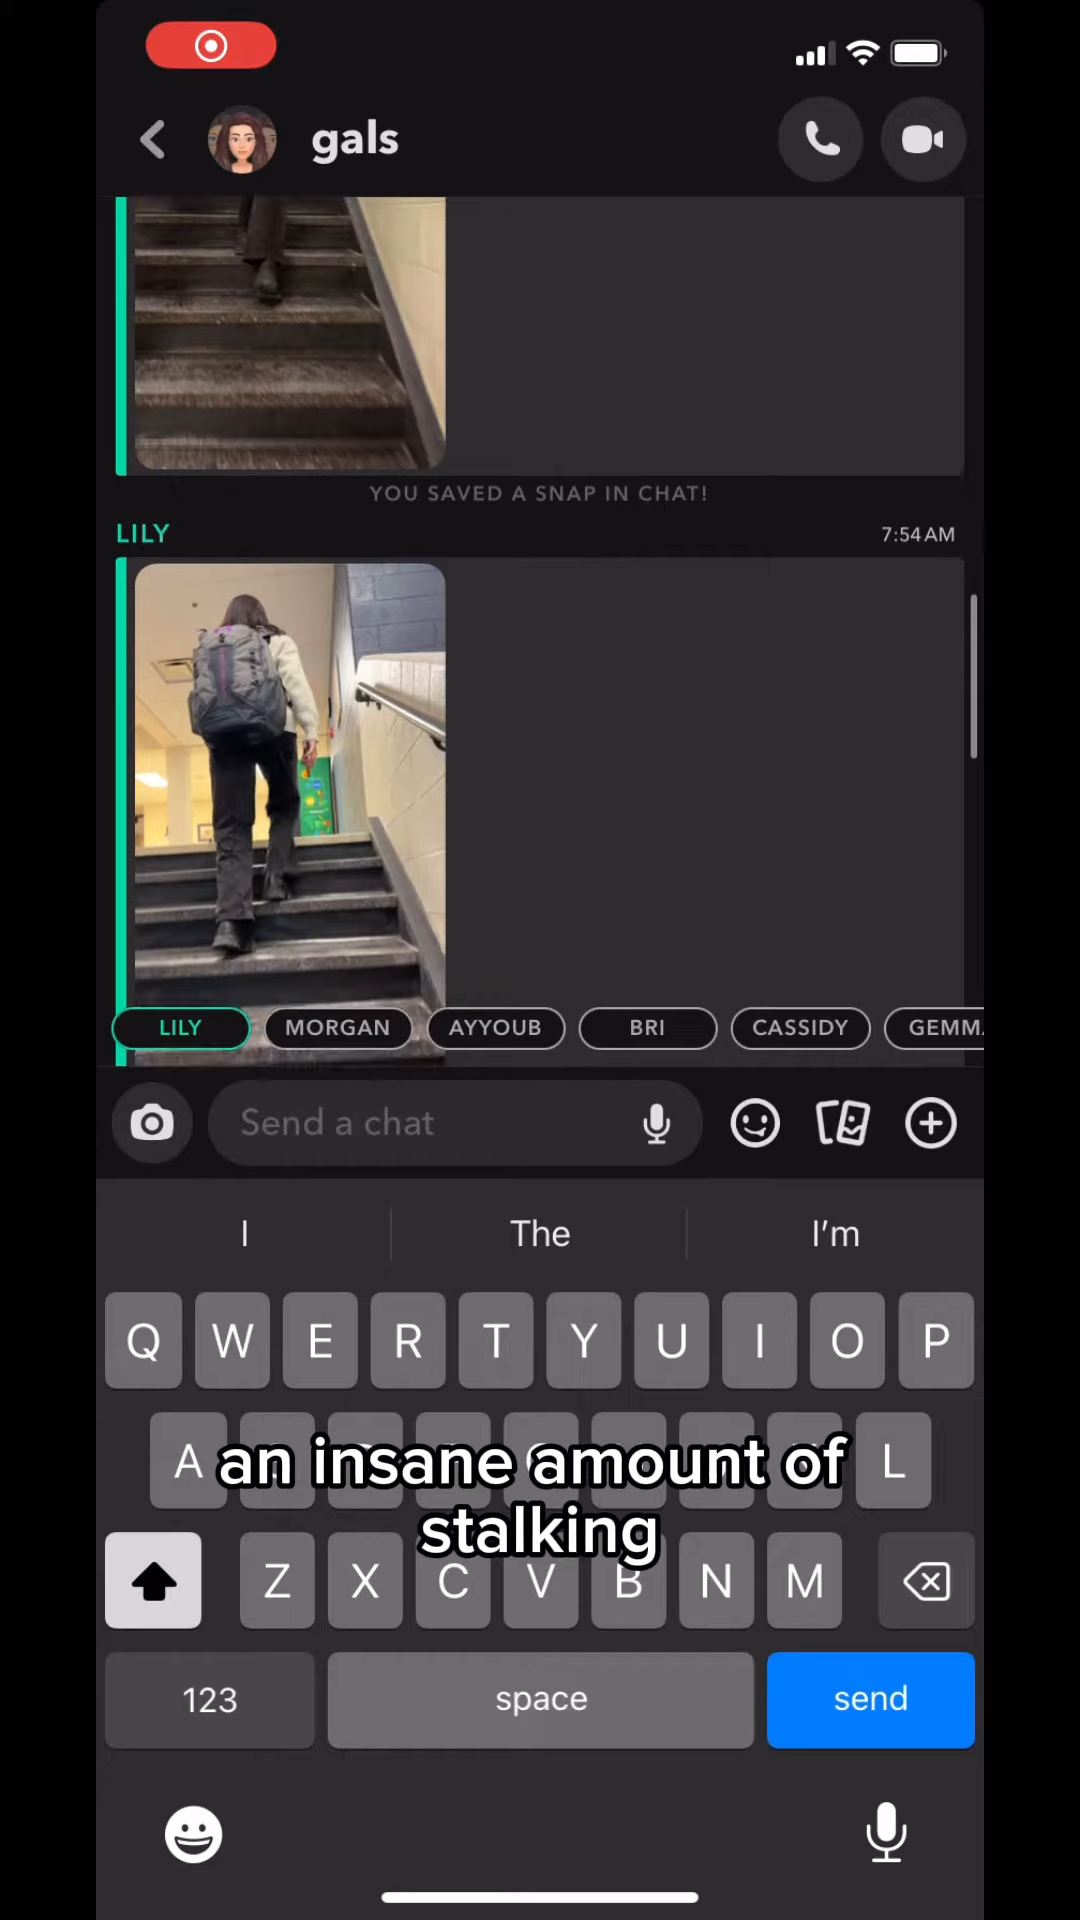 gals
YOU SAVED A SNAP IN CHAT!
LILY
7:54 AM
LILY
MORGAN
AYYOUB
BRI
CASSIDY
GEMM
Send a chat
I
The
I'm
Q W E R T Y U I O P
A L
an insane amount of
stalking
Z X C V B N M
123
space
send